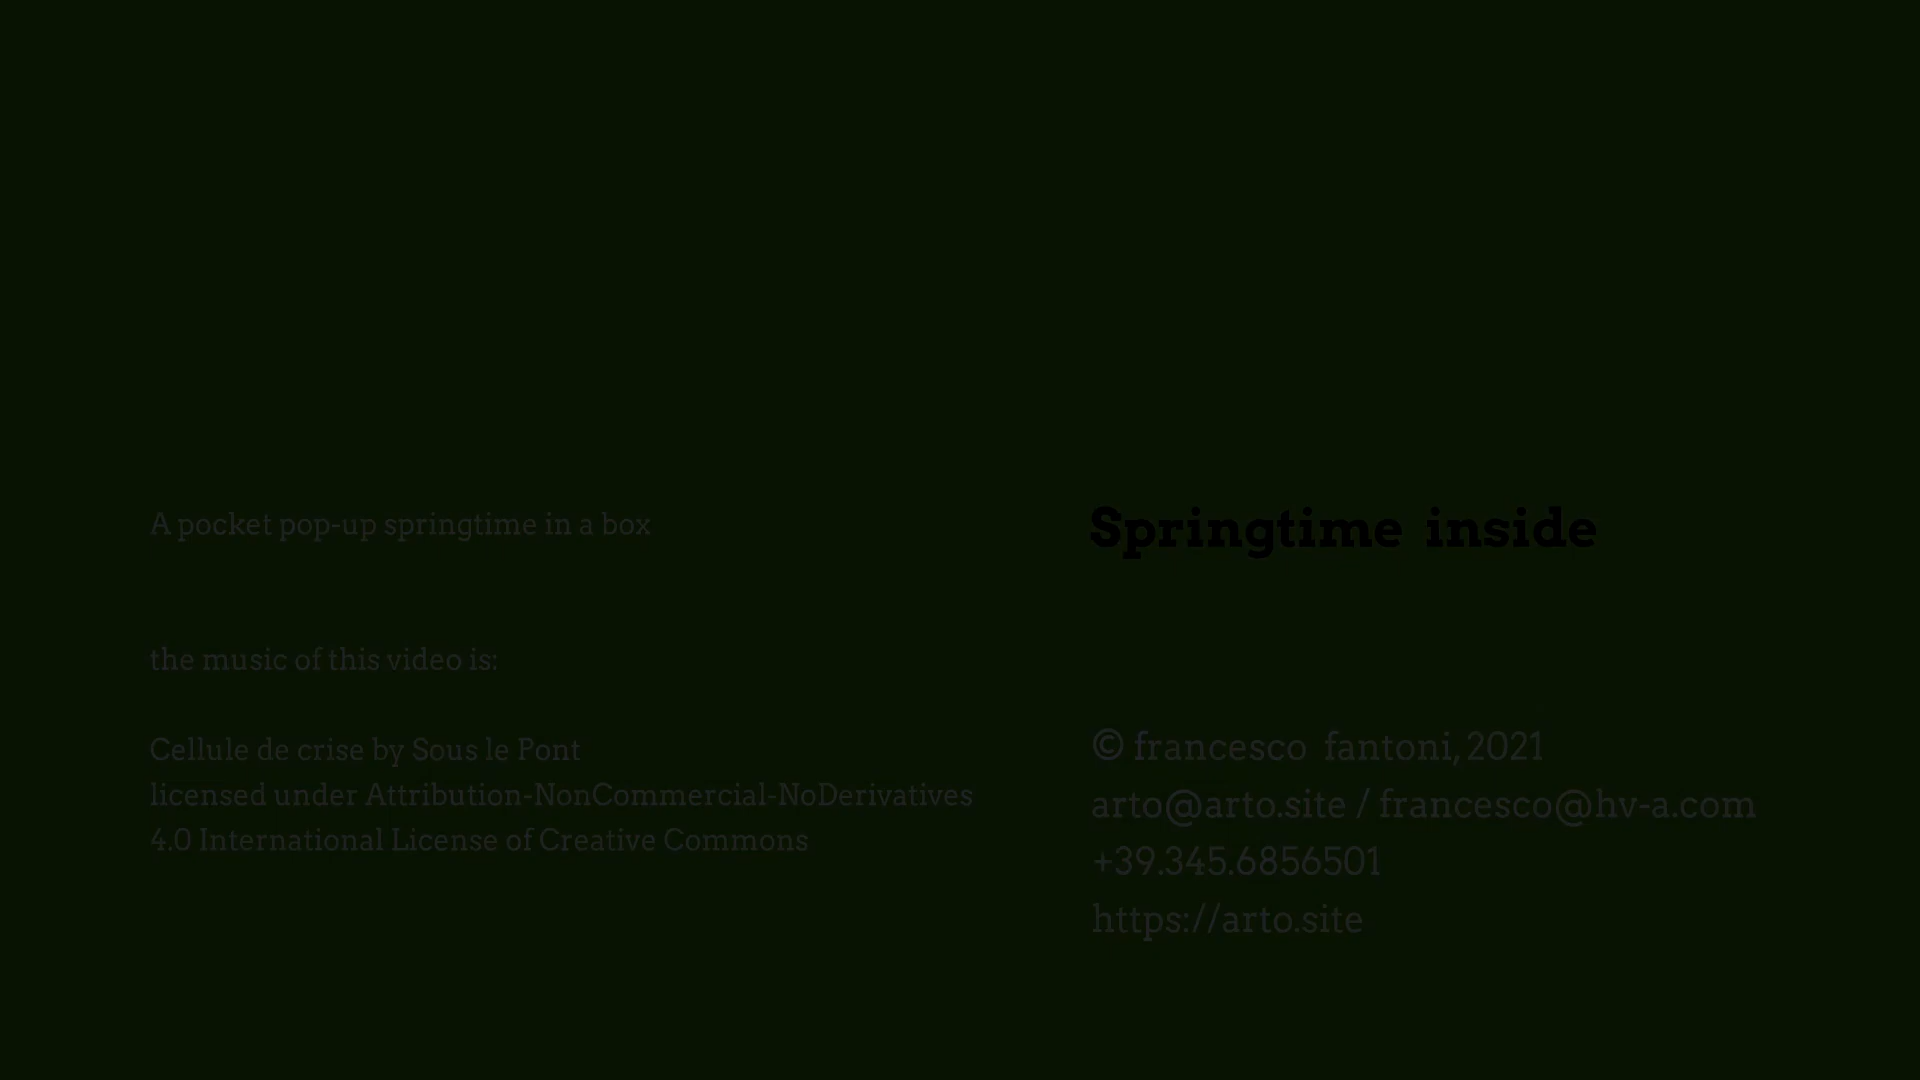 A pocket pop-up springtime in a box
the music of this video is:
Cellule de crise by Sous le Pont
licensed under Attribution-NonCommercial-NoDerivatives
4.0 International License of Creative Commons
Springtime inside
© francesco fantoni, 2021
arto@arto.site / francesco@hv-a.com
+39.345.6856501
https://arto.site